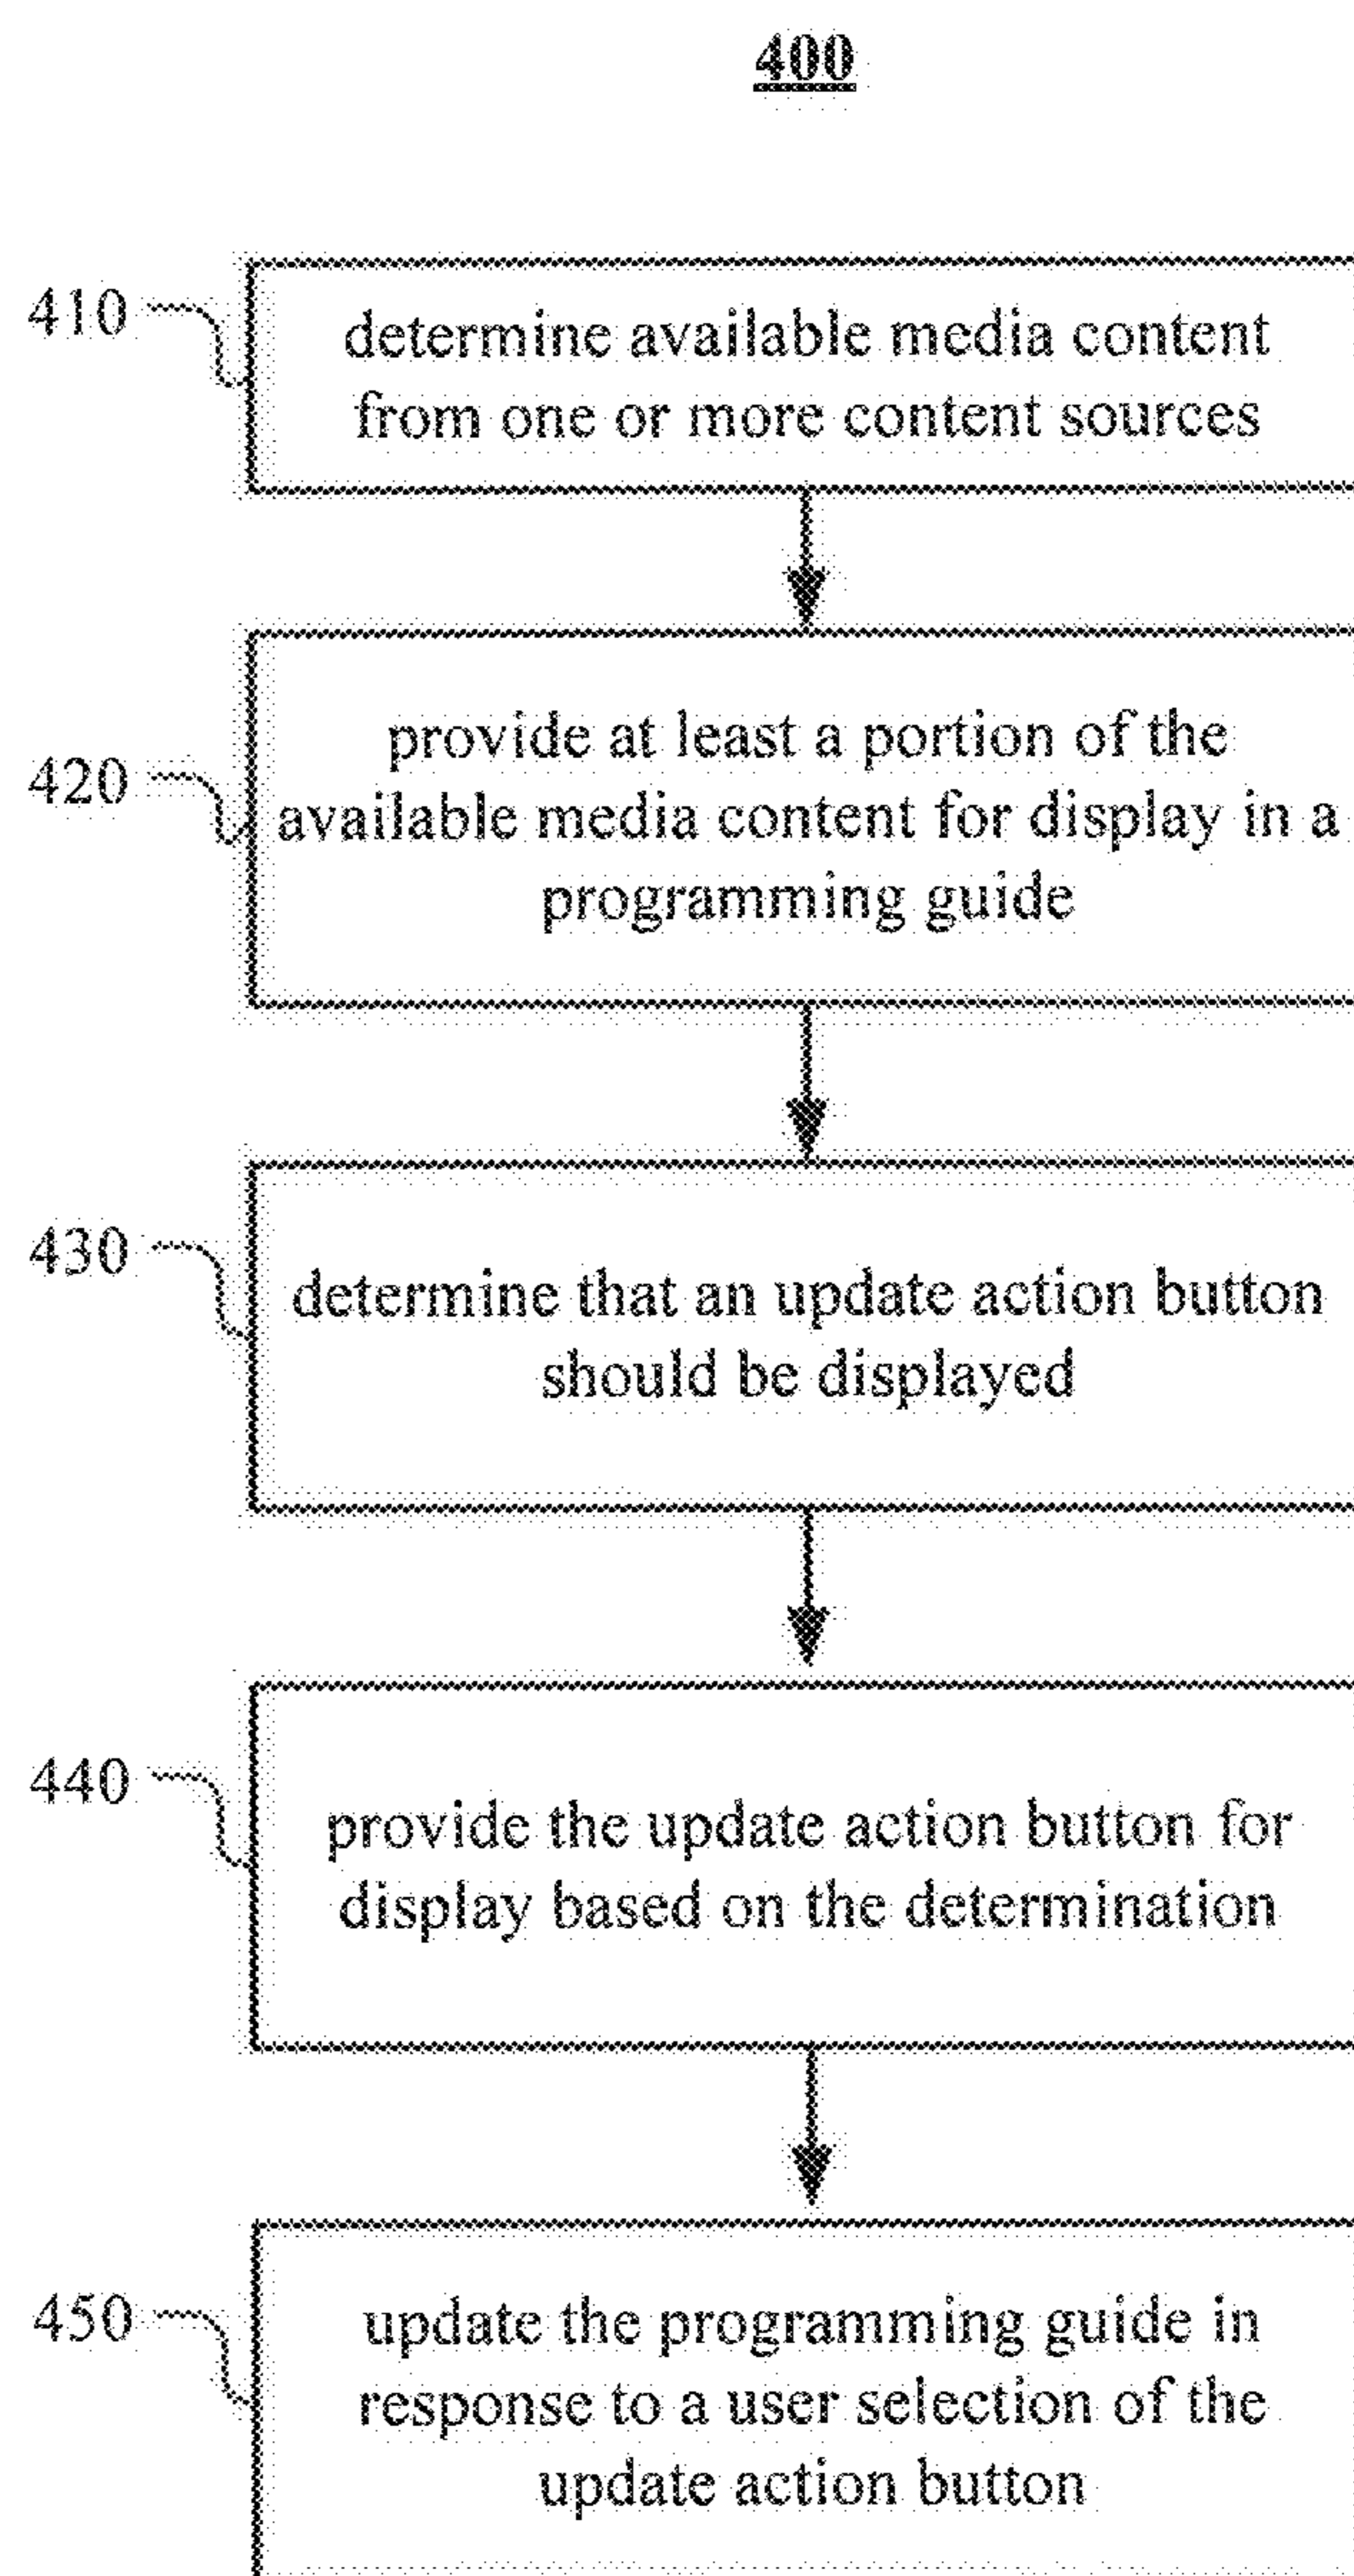 400
410
determine available media content
from one or more content sources
420
provide at least a portion of the
available media content for display in a
programming guide
430
determine that an update action button
should be displayed
440
provide the update action button for
display based on the determination
450
update the programming guide in
response to a user selection of the
update action button